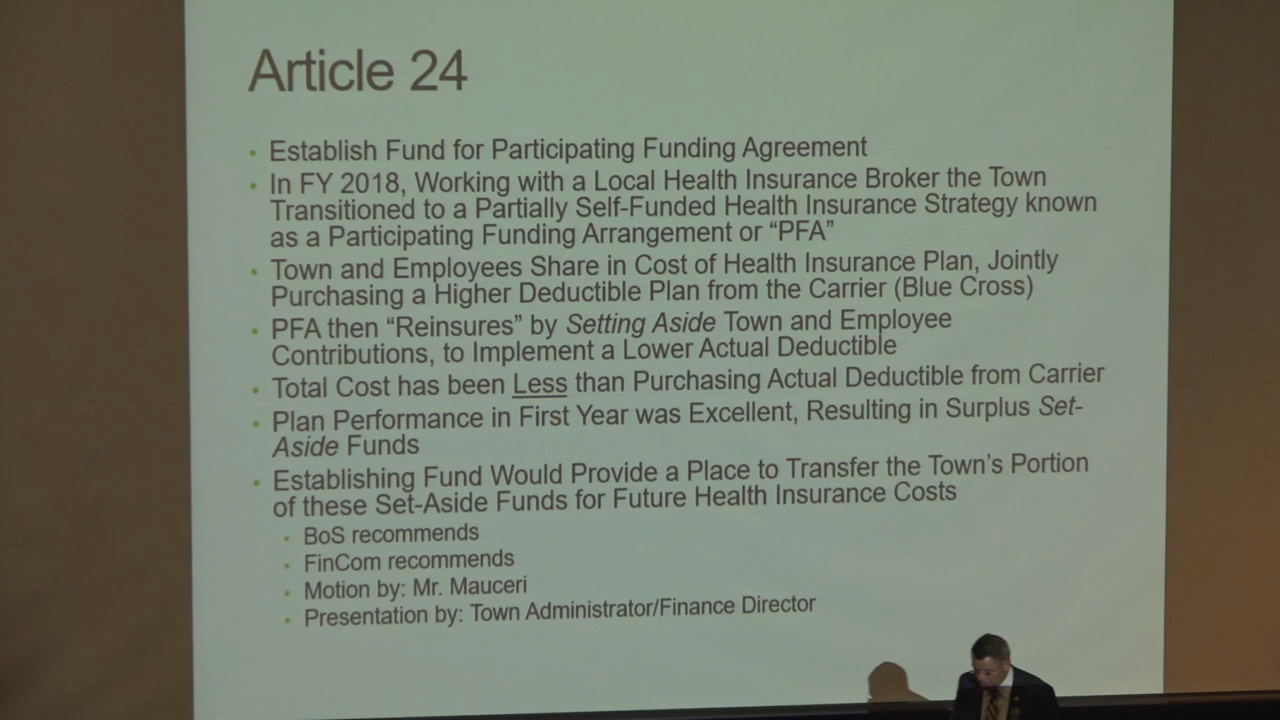 Article 24
• Establish Fund for Participating Funding Agreement
• In FY 2018, Working with a Local Health Insurance Broker the Town
Transitioned to a Partially Self-Funded Health Insurance Strategy known
as a Participating Funding Arrangement or “PFA”
• Town and Employees Share in Cost of Health Insurance Plan, Jointly
Purchasing a Higher Deductible Plan from the Carrier (Blue Cross)
• PFA then “Reinsures” by Setting Aside Town and Employee
Contributions, to Implement a Lower Actual Deductible
• Total Cost has been Less than Purchasing Actual Deductible from Carrier
• Plan Performance in First Year was Excellent, Resulting in Surplus Set-
Aside Funds
• Establishing Fund Would Provide a Place to Transfer the Town’s Portion
of these Set-Aside Funds for Future Health Insurance Costs
• BoS recommends
• FinCom recommends
• Motion by: Mr. Mauceri
• Presentation by: Town Administrator/Finance Director